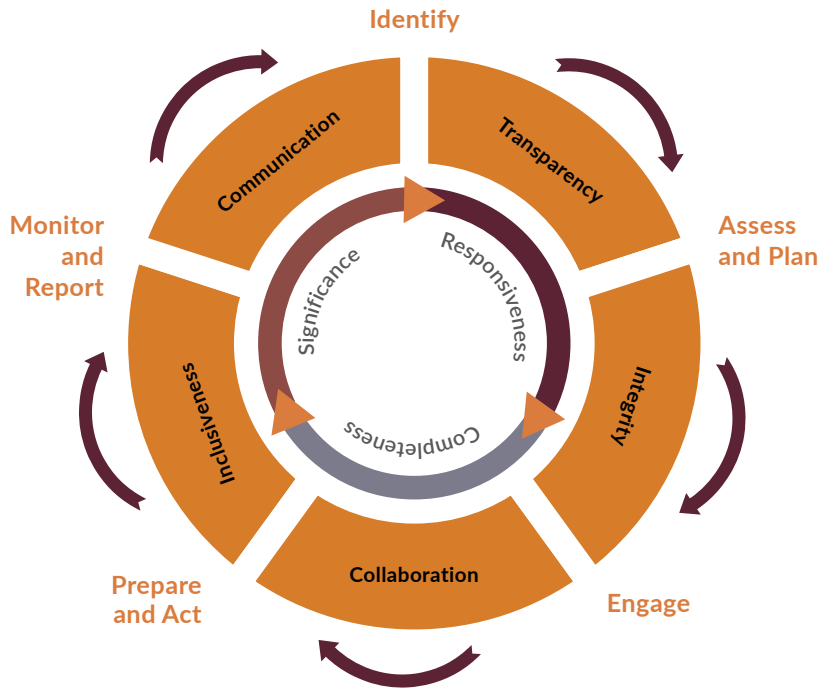 Identify
Communication
Transparency
Monitor
and
Report
Assess
and Plan
Significance
Responsiveness
Completeness
Inclusiveness
Integrity
Collaboration
Prepare
and Act
Engage